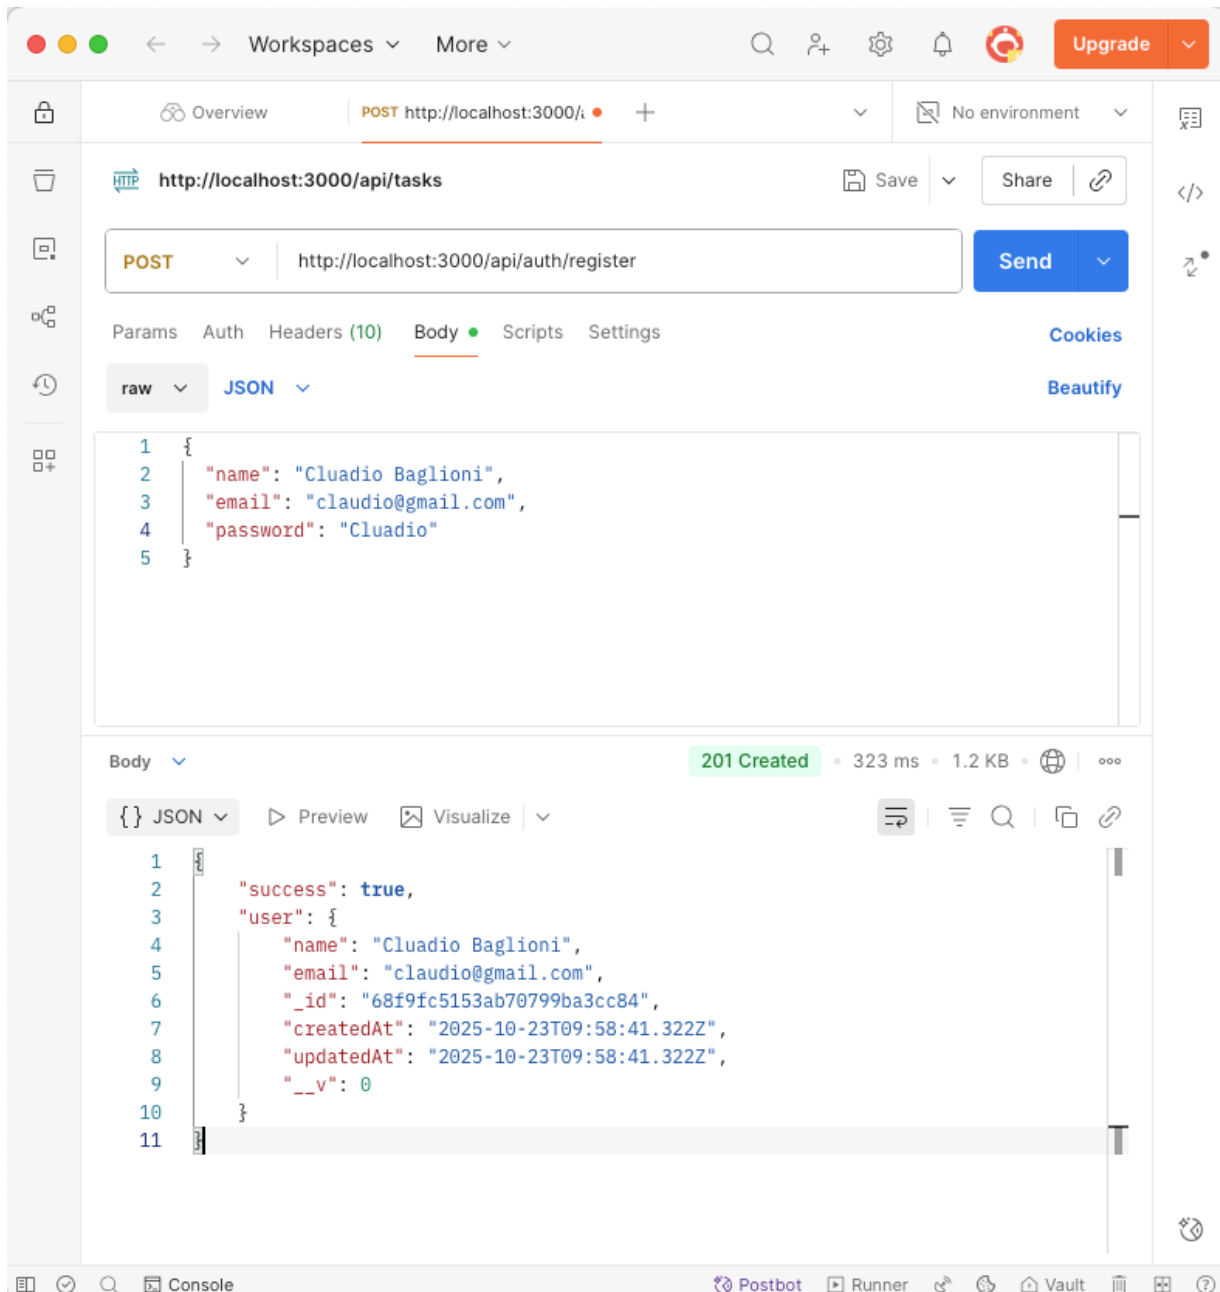 Workspaces More Upgrade
Overview POST http://localhost:3000/a No environment
HTTP http://localhost:3000/api/tasks Save Share
POST http://localhost:3000/api/auth/register Send
Params Auth Headers (10) Body Scripts Settings Cookies
raw JSON Beautify
1 {
2 "name": "Cluadio Baglioni",
3 "email": "claudio@gmail.com",
4 "password": "Cluadio"
5 }
Body 201 Created 323 ms 1.2 KB
{} JSON Preview Visualize
1 {
2 "success": true,
3 "user": {
4 "name": "Cluadio Baglioni",
5 "email": "claudio@gmail.com",
6 "_id": "68f9fc5153ab70799ba3cc84",
7 "createdAt": "2025-10-23T09:58:41.322Z",
8 "updatedAt": "2025-10-23T09:58:41.322Z",
9 "__v": 0
10 }
11 }
Console Postbot Runner Vault